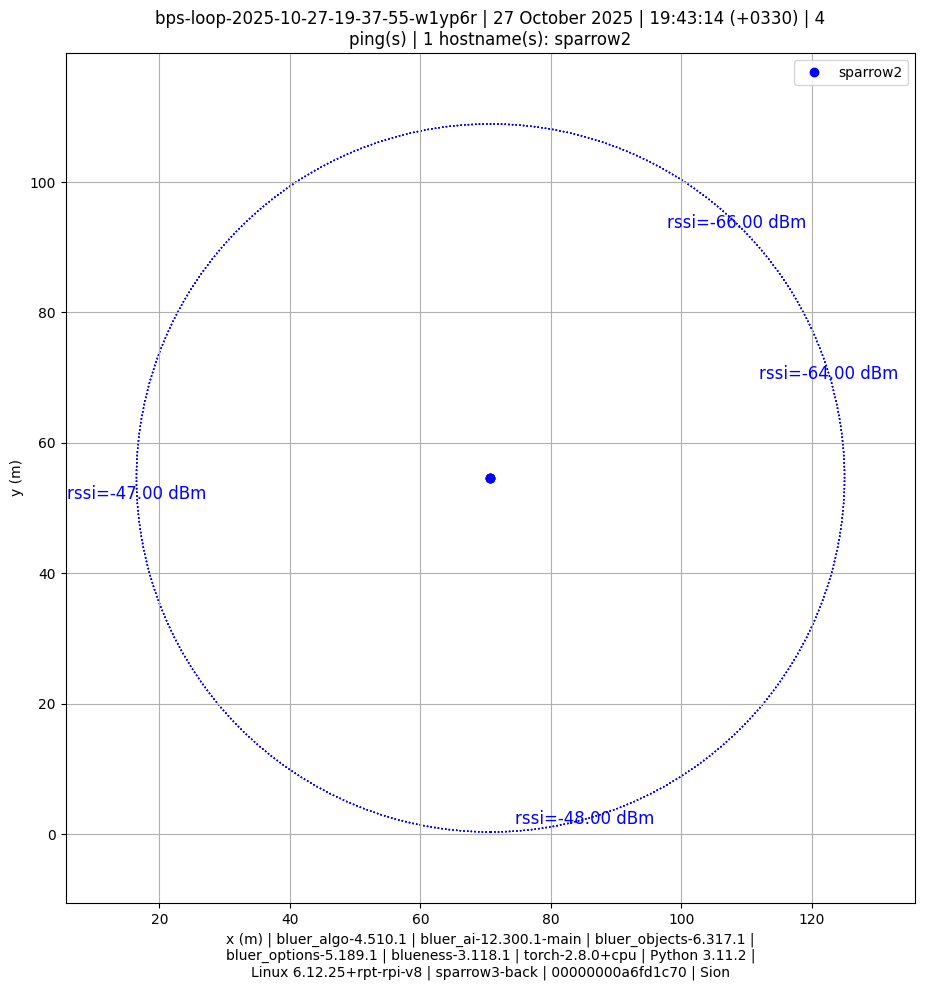 bps-loop-2025-10-27-19-37-55-w1yp6r | 27 October 2025 | 19:43:14 (+0330) | 4
ping(s) | 1 hostname(s): sparrow2
sparrow2
100
rssi=-66.00 dBm
80
rssi=-64.00 dBm
60
y (m)
rssi=-47.00 dBm
40
20
rssi=-48.00 dBm
0
20 40 60 80 100 120
x (m) | bluer_algo-4.510.1 | bluer_ai-12.300.1-main | bluer_objects-6.317.1 |
bluer_options-5.189.1 | blueness-3.118.1 | torch-2.8.0+cpu | Python 3.11.2 |
Linux 6.12.25+rpt-rpi-v8 | sparrow3-back | 00000000a6fd1c70 | Sion